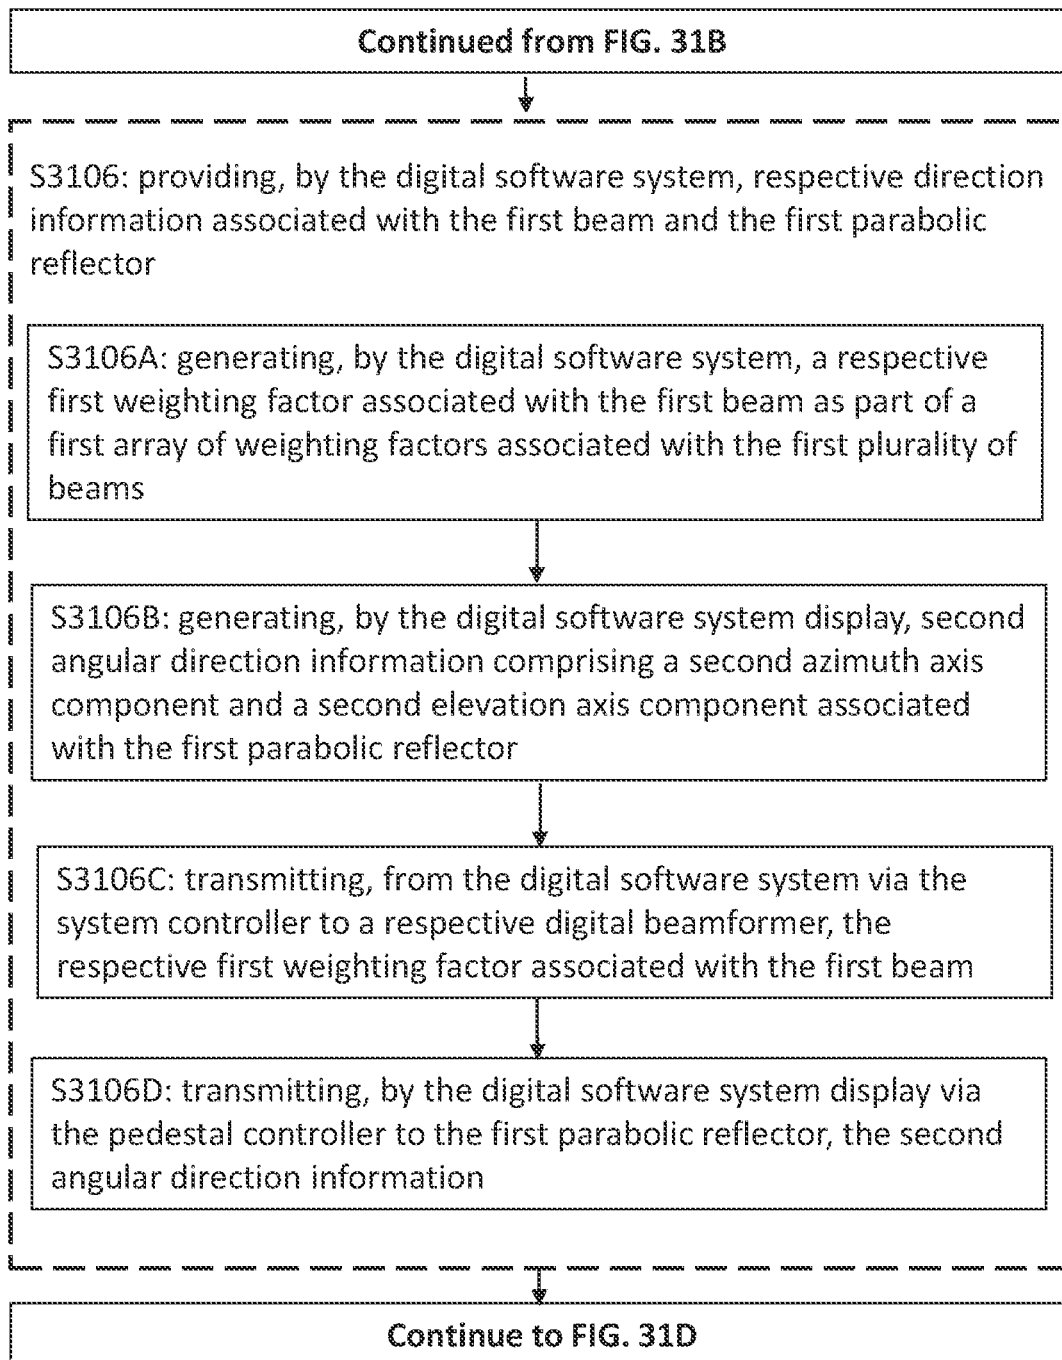 Continued from FIG. 31B
S3106: providing, by the digital software system, respective direction
information associated with the first beam and the first parabolic
reflector
S3106A: generating, by the digital software system, a respective
first weighting factor associated with the first beam as part of a
first array of weighting factors associated with the first plurality of
beams
S3106B: generating, by the digital software system display, second
angular direction information comprising a second azimuth axis
component and a second elevation axis component associated
with the first parabolic reflector
S3106C: transmitting, from the digital software system via the
system controller to a respective digital beamformer, the
respective first weighting factor associated with the first beam
S3106D: transmitting, by the digital software system display via
the pedestal controller to the first parabolic reflector, the second
angular direction information
Continue to FIG. 31D